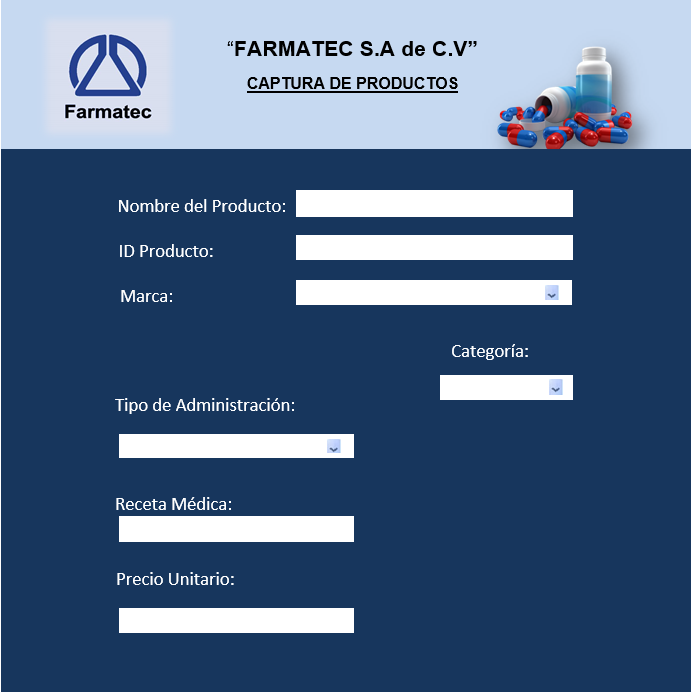 “FARMATEC S.A de C.V”
CAPTURA DE PRODUCTOS
Farmatec
Nombre del Producto:
ID Producto:
Marca:
Categoría:
Tipo de Administración:
Receta Médica:
Precio Unitario: